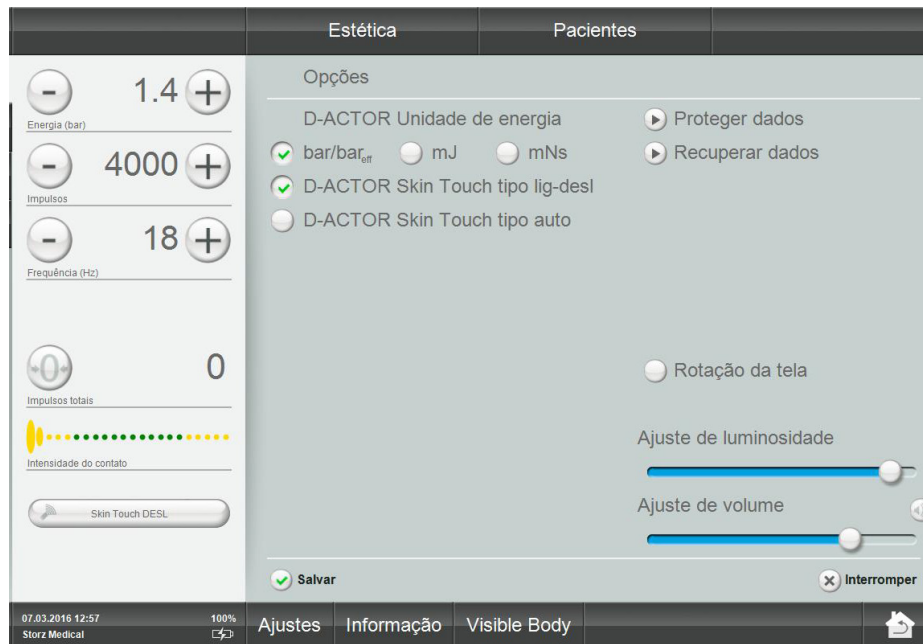 Estética
Pacientes
- 1.4 +
Energia (bar)
- 4000 +
Impulsos
- 18 +
Frequência (Hz)
0 0
Impulsos totais
Intensidade do contato
Skin Touch DESL
Opções
D-ACTOR Unidade de energia
bar/bar eff mJ mNs
D-ACTOR Skin Touch tipo lig-desl
D-ACTOR Skin Touch tipo auto
Proteger dados
Recuperar dados
Rotação da tela
Ajuste de luminosidade
Ajuste de volume
Salvar
Interromper
07.03.2016 12:57 100%
Storz Medical
Ajustes Informação Visible Body